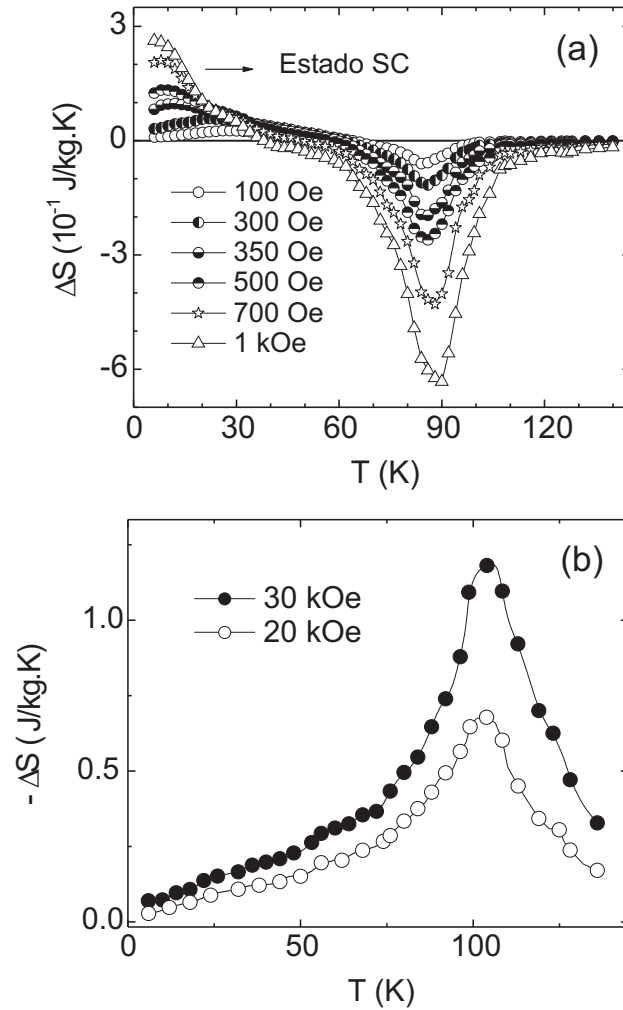 (a)
Estado SC
3
0
-3
-6
ΔS (10⁻¹ J/kg.K)
100 Oe
300 Oe
350 Oe
500 Oe
700 Oe
1 kOe
0 30 60 90 120
T (K)
(b)
30 kOe
20 kOe
1.0
0.5
0.0
- ΔS ( J/kg.K)
0 50 100
T (K)